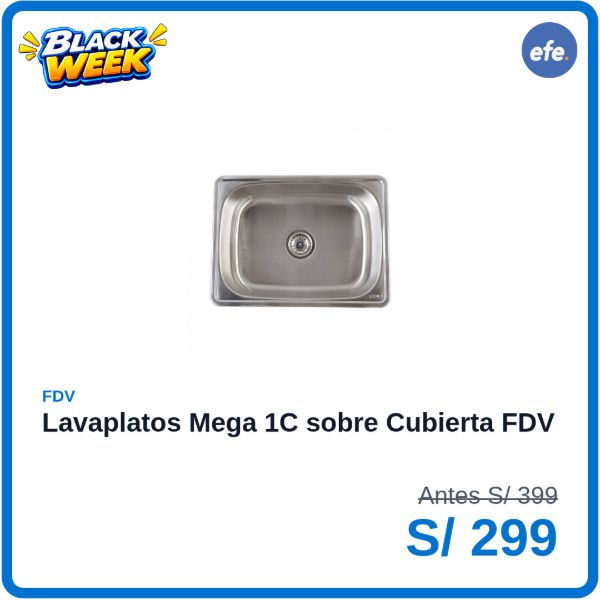 BLACK
WEEK
efe.
FDV
Lavaplatos Mega 1C sobre Cubierta FDV
Antes S/ 399
S/ 299